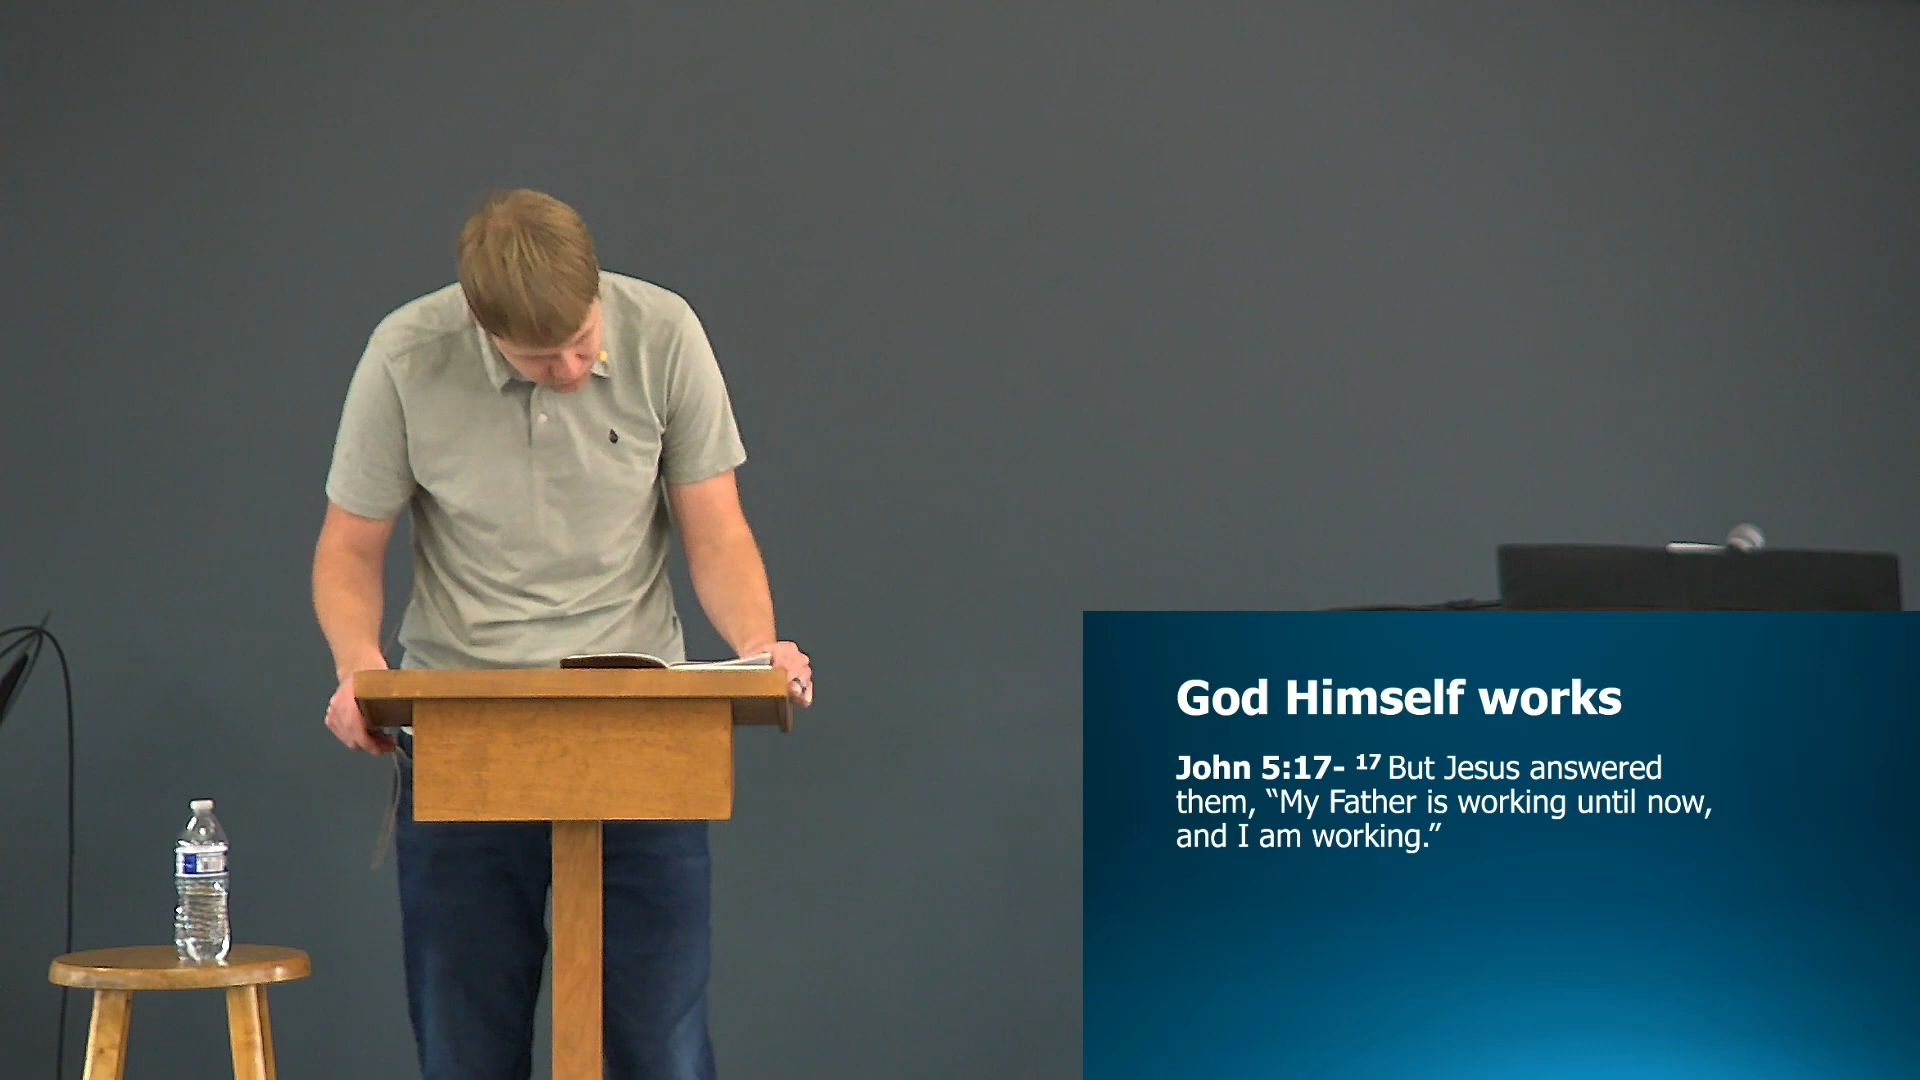 God Himself works
John 5:17- 17 But Jesus answered
them, “My Father is working until now,
and I am working.”